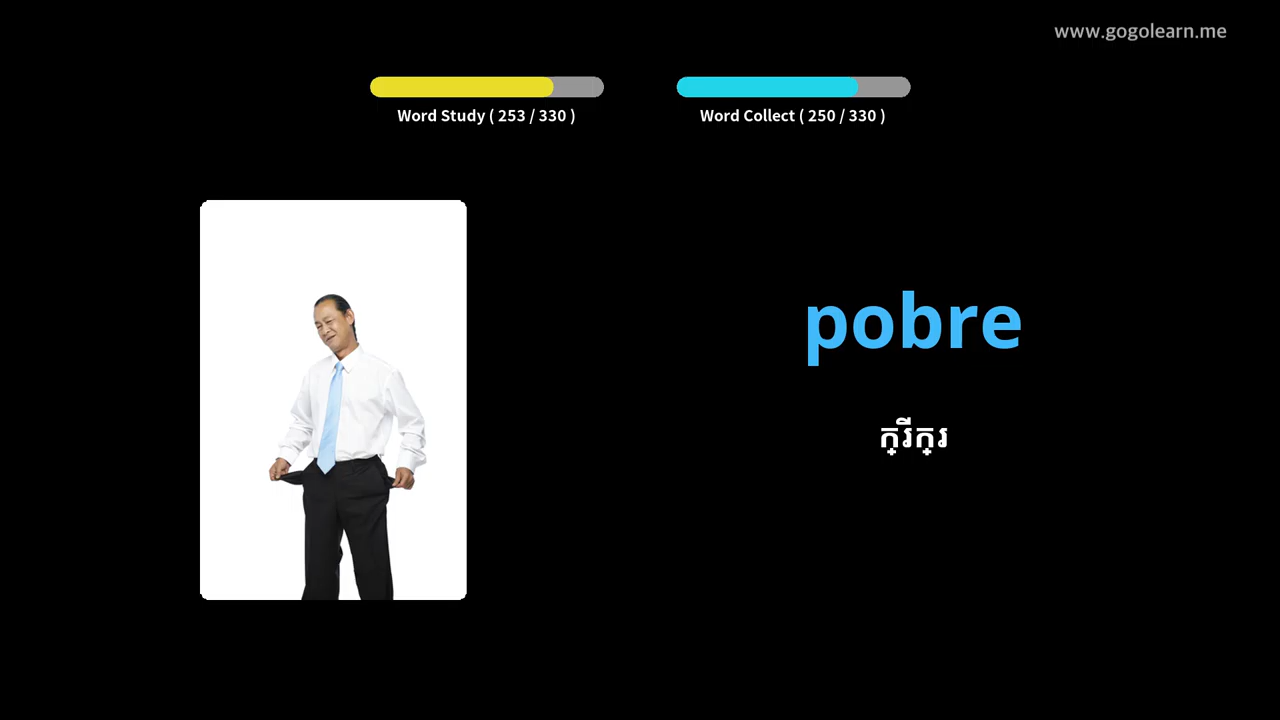 www.gogolearn.me
Word Study ( 253 / 330 )
Word Collect ( 250 / 330 )
pobre
ក្រីក្រ